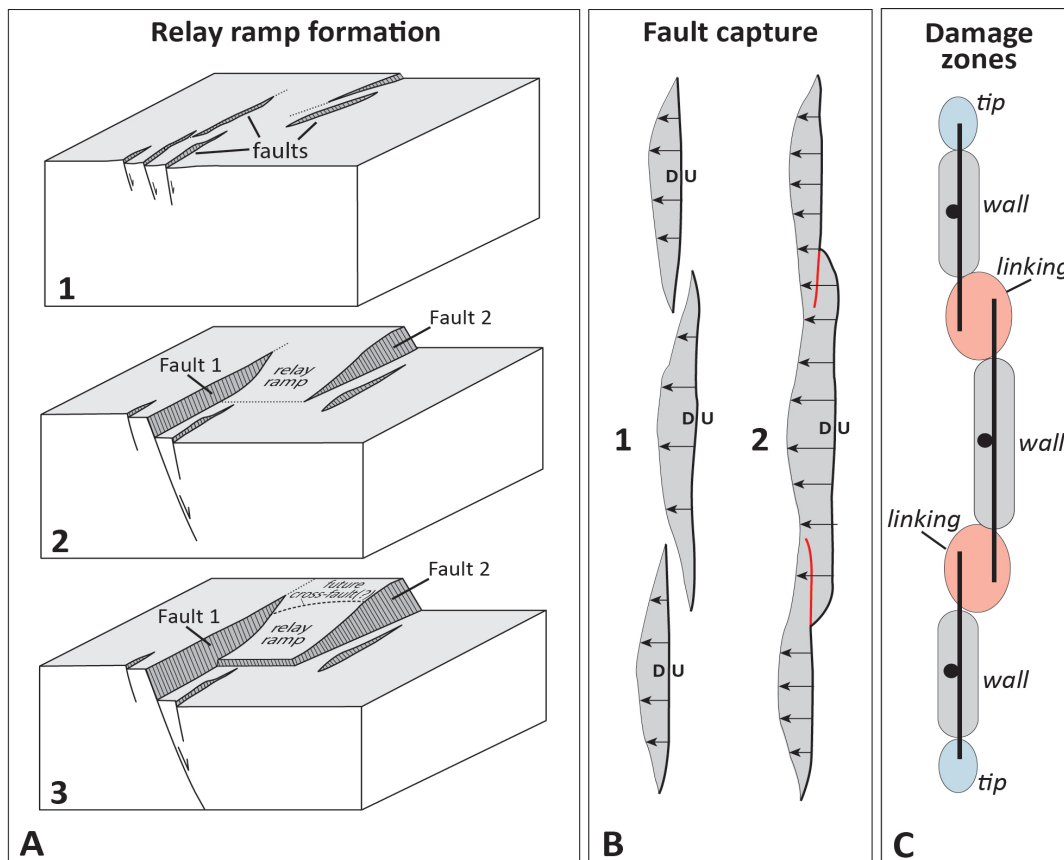 Relay ramp formation
faults
1
Fault 1
Fault 2
relay
ramp
2
Fault 1
Fault 2
future
cross-fault(?)
relay
ramp
3
A
Fault capture
D U
D U
D U
1
D U
2
B
Damage
zones
tip
wall
linking
wall
linking
wall
tip
C